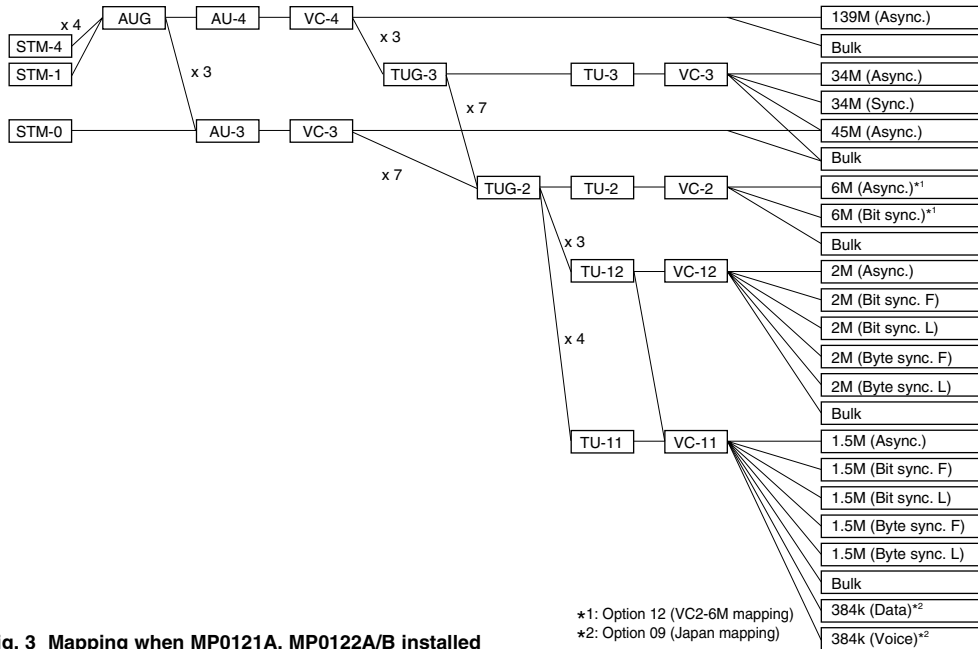 AUG AU-4 VC-4 139M (Async.)
x 4
x 3
STM-4 Bulk
STM-1 x 3 TUG-3 TU-3 VC-3 34M (Async.)
34M (Sync.)
x 7
STM-0 AU-3 VC-3 45M (Async.)
Bulk
x 7
TUG-2 TU-2 VC-2 6M (Async.)*1
6M (Bit sync.)*1
x 3
Bulk
TU-12 VC-12 2M (Async.)
2M (Bit sync. F)
2M (Bit sync. L)
x 4
2M (Byte sync. F)
2M (Byte sync. L)
Bulk
TU-11 VC-11 1.5M (Async.)
1.5M (Bit sync. F)
1.5M (Bit sync. L)
1.5M (Byte sync. F)
1.5M (Byte sync. L)
Bulk
384k (Data)*2
384k (Voice)*2
*1: Option 12 (VC2-6M mapping)
*2: Option 09 (Japan mapping)
ig. 3 Mapping when MP0121A, MP0122A/B installed